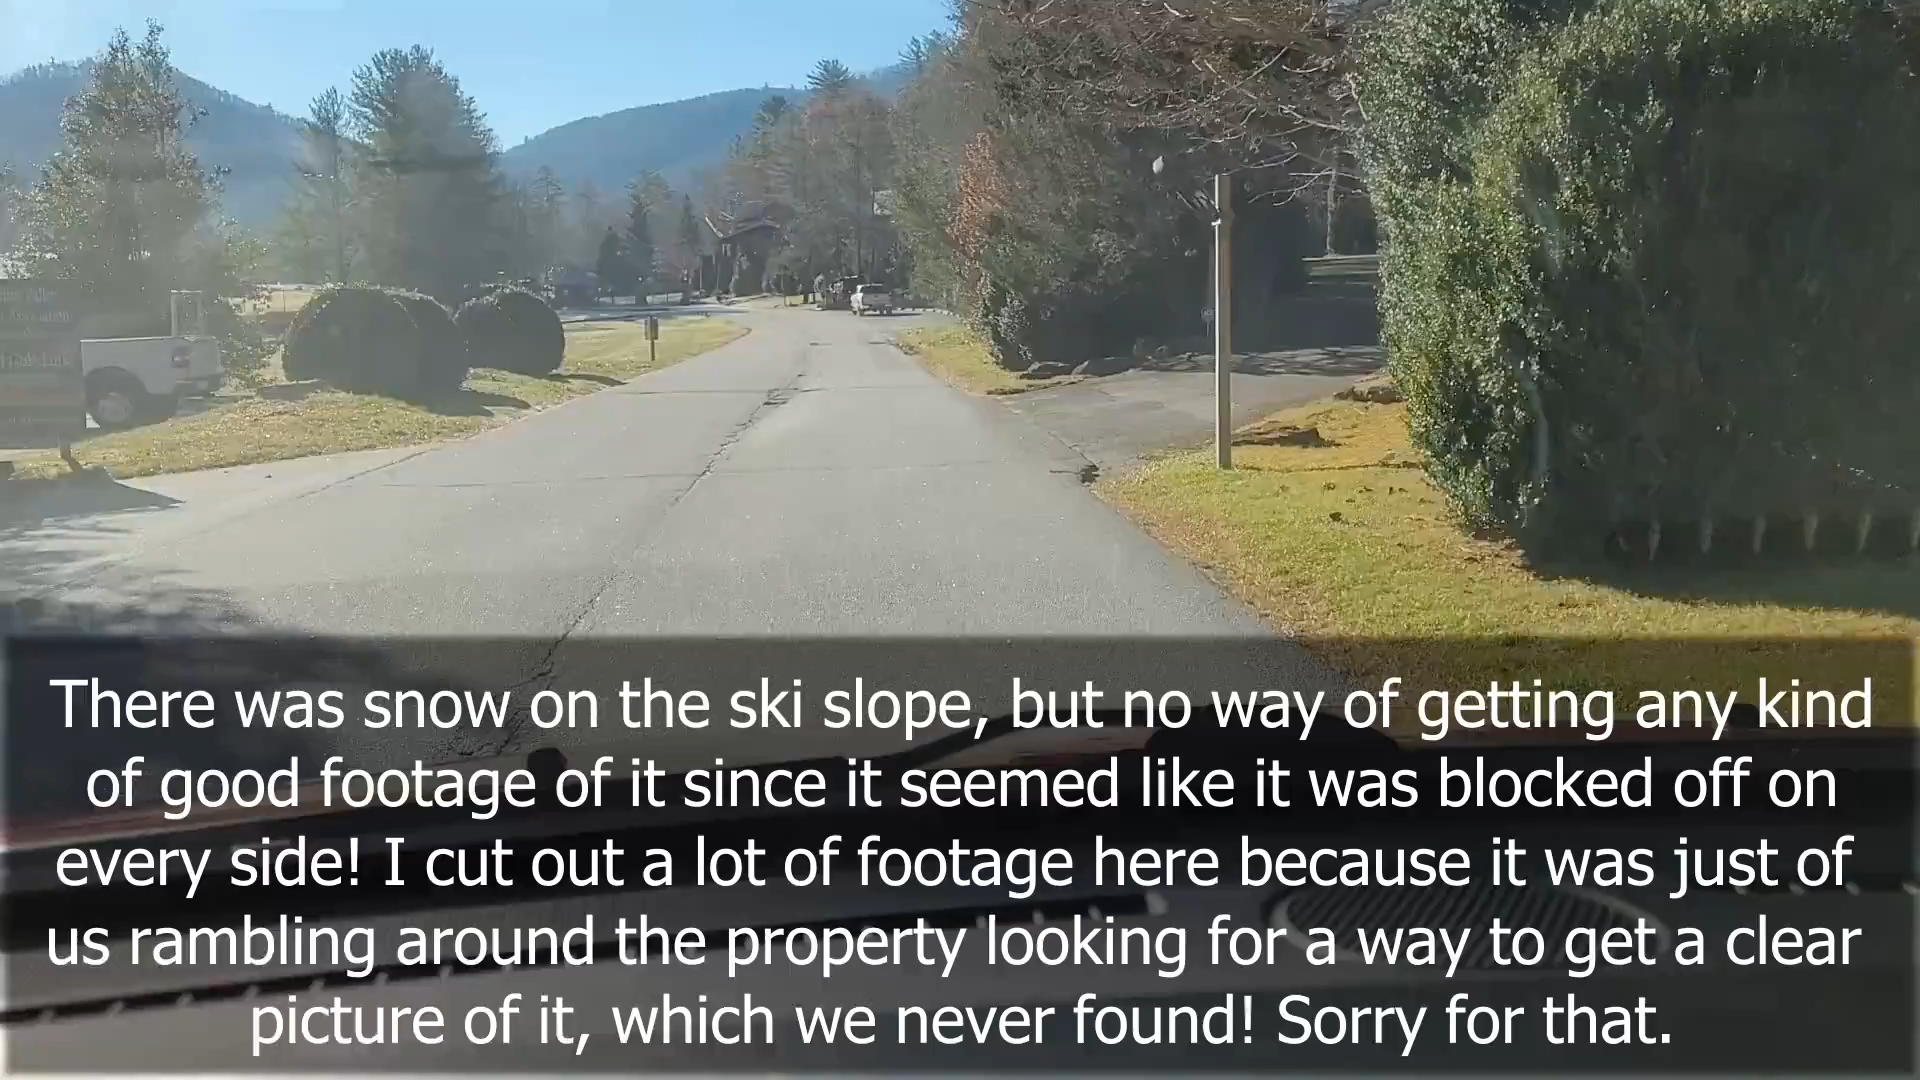 There was snow on the ski slope, but no way of getting any kind
of good footage of it since it seemed like it was blocked off on
every side! I cut out a lot of footage here because it was just of
us rambling around the property looking for a way to get a clear
picture of it, which we never found! Sorry for that.